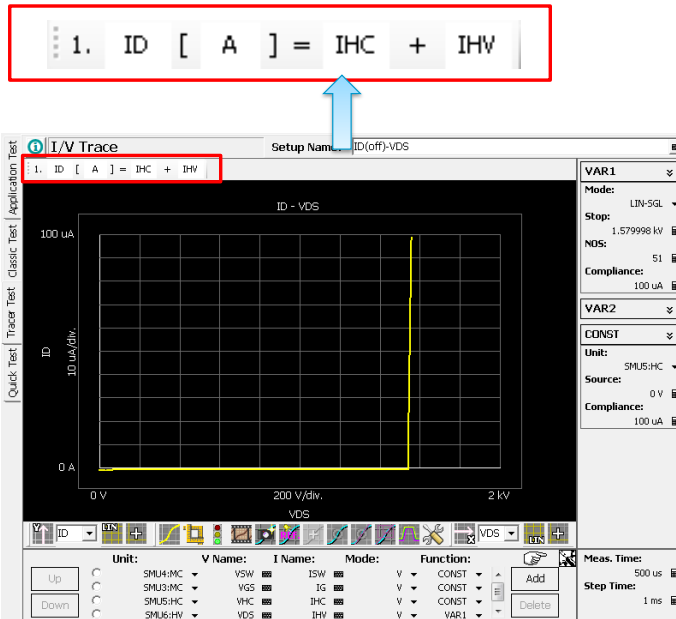 1. ID [ A ] = IHC + IHV
I/V Trace
Setup Name: ID(off)-VDS
1. ID [ A ] = IHC + IHV
Quick Test Tracer Test Classic Test Application Test
ID - VDS
100 uA
ID
10 uA/div.
0 A
0 V
200 V/div.
2 kV
VDS
VAR1
Mode:
LIN-SGL
Stop:
1.579998 kV
NOS:
51
Compliance:
100 uA
VAR2
CONST
Unit:
SMU5:HC
Source:
0 V
Compliance:
100 uA
Y ID LIN X VDS LIN
Unit: V Name: I Name: Mode: Function:
Up
Down
SMU4:MC VSW ISW V CONST
SMU3:MC VGS IG V CONST
SMU5:HC VHC IHC V CONST
SMU6:HV VDS IHV V VAR1
Add
Delete
Meas. Time:
500 us
Step Time:
1 ms